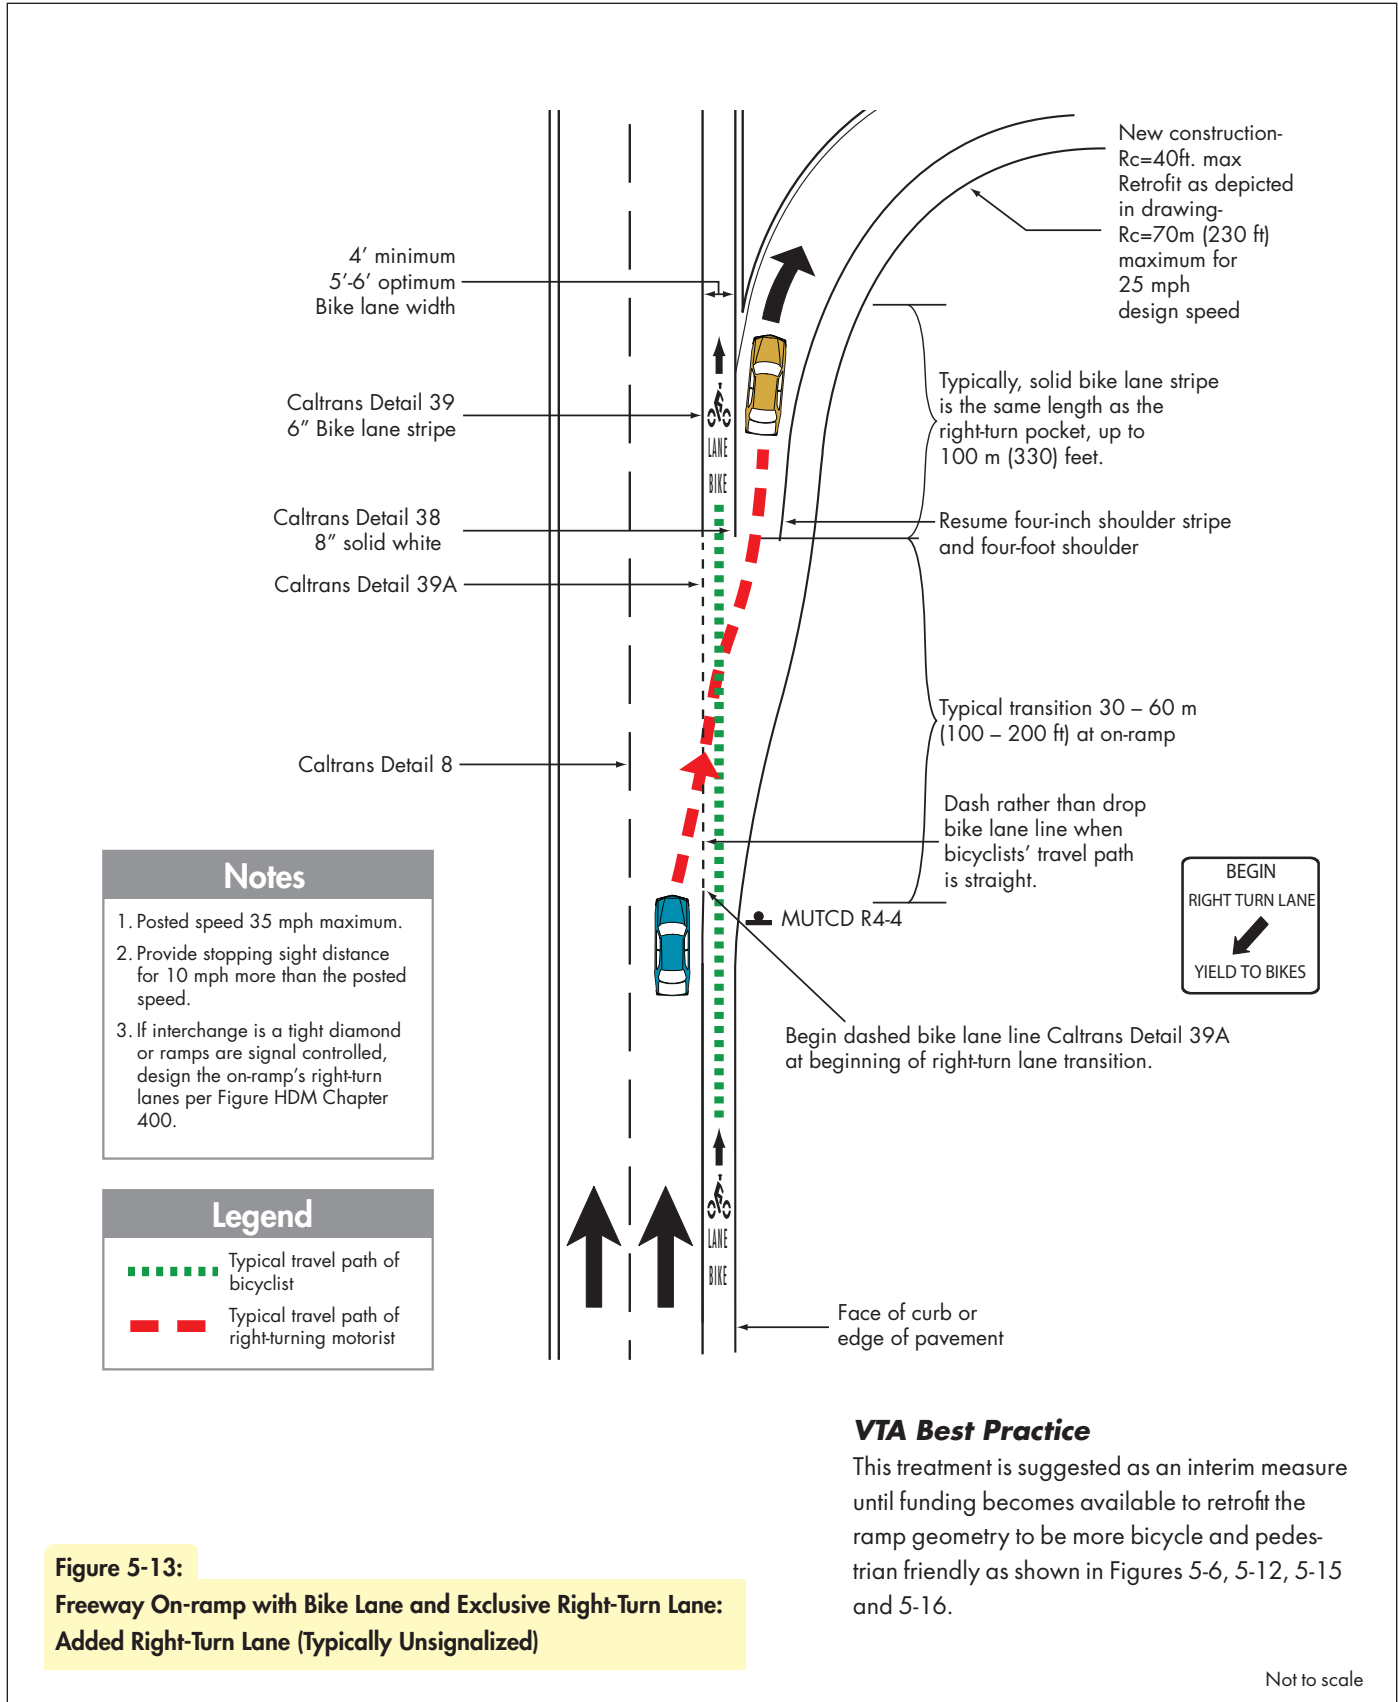 New construction-
Rc=40ft. max
Retrofit as depicted
in drawing-
Rc=70m (230 ft)
maximum for
25 mph
design speed
4’ minimum
5’-6’ optimum
Bike lane width
Caltrans Detail 39
6” Bike lane stripe
Typically, solid bike lane stripe
is the same length as the
right-turn pocket, up to
100 m (330) feet.
LANE
BIKE
Caltrans Detail 38
8” solid white
Resume four-inch shoulder stripe
and four-foot shoulder
Caltrans Detail 39A
Typical transition 30 – 60 m
(100 – 200 ft) at on-ramp
Caltrans Detail 8
Dash rather than drop
bike lane line when
bicyclists’ travel path
is straight.
MUTCD R4-4
BEGIN
RIGHT TURN LANE
YIELD TO BIKES
Begin dashed bike lane line Caltrans Detail 39A
at beginning of right-turn lane transition.
Notes
1. Posted speed 35 mph maximum.
2. Provide stopping sight distance
for 10 mph more than the posted
speed.
3. If interchange is a tight diamond
or ramps are signal controlled,
design the on-ramp’s right-turn
lanes per Figure HDM Chapter
400.
Legend
Typical travel path of
bicyclist
Typical travel path of
right-turning motorist
LANE
BIKE
Face of curb or
edge of pavement
VTA Best Practice
This treatment is suggested as an interim measure
until funding becomes available to retrofit the
ramp geometry to be more bicycle and pedes-
trian friendly as shown in Figures 5-6, 5-12, 5-15
and 5-16.
Figure 5-13:
Freeway On-ramp with Bike Lane and Exclusive Right-Turn Lane:
Added Right-Turn Lane (Typically Unsignalized)
Not to scale